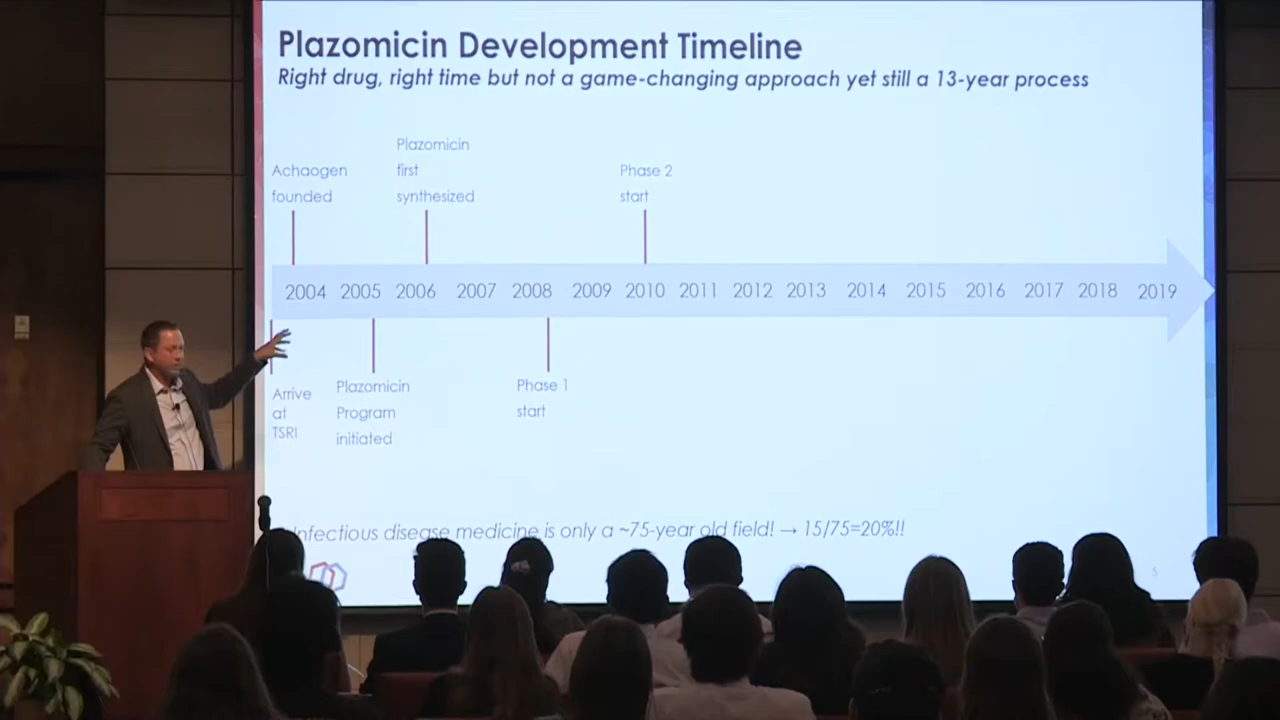 Plazomicin Development Timeline
Right drug, right time but not a game-changing approach yet still a 13-year process
Achaogen
founded
Plazomicin
first
synthesized
Phase 2
start
2004 2005 2006 2007 2008 2009 2010 2011 2012 2013 2014 2015 2016 2017 2018 2019
Arrive
at
TSRI
Plazomicin
Program
initiated
Phase 1
start
Infectious disease medicine is only a ~75-year old field! → 15/75=20%!!
5